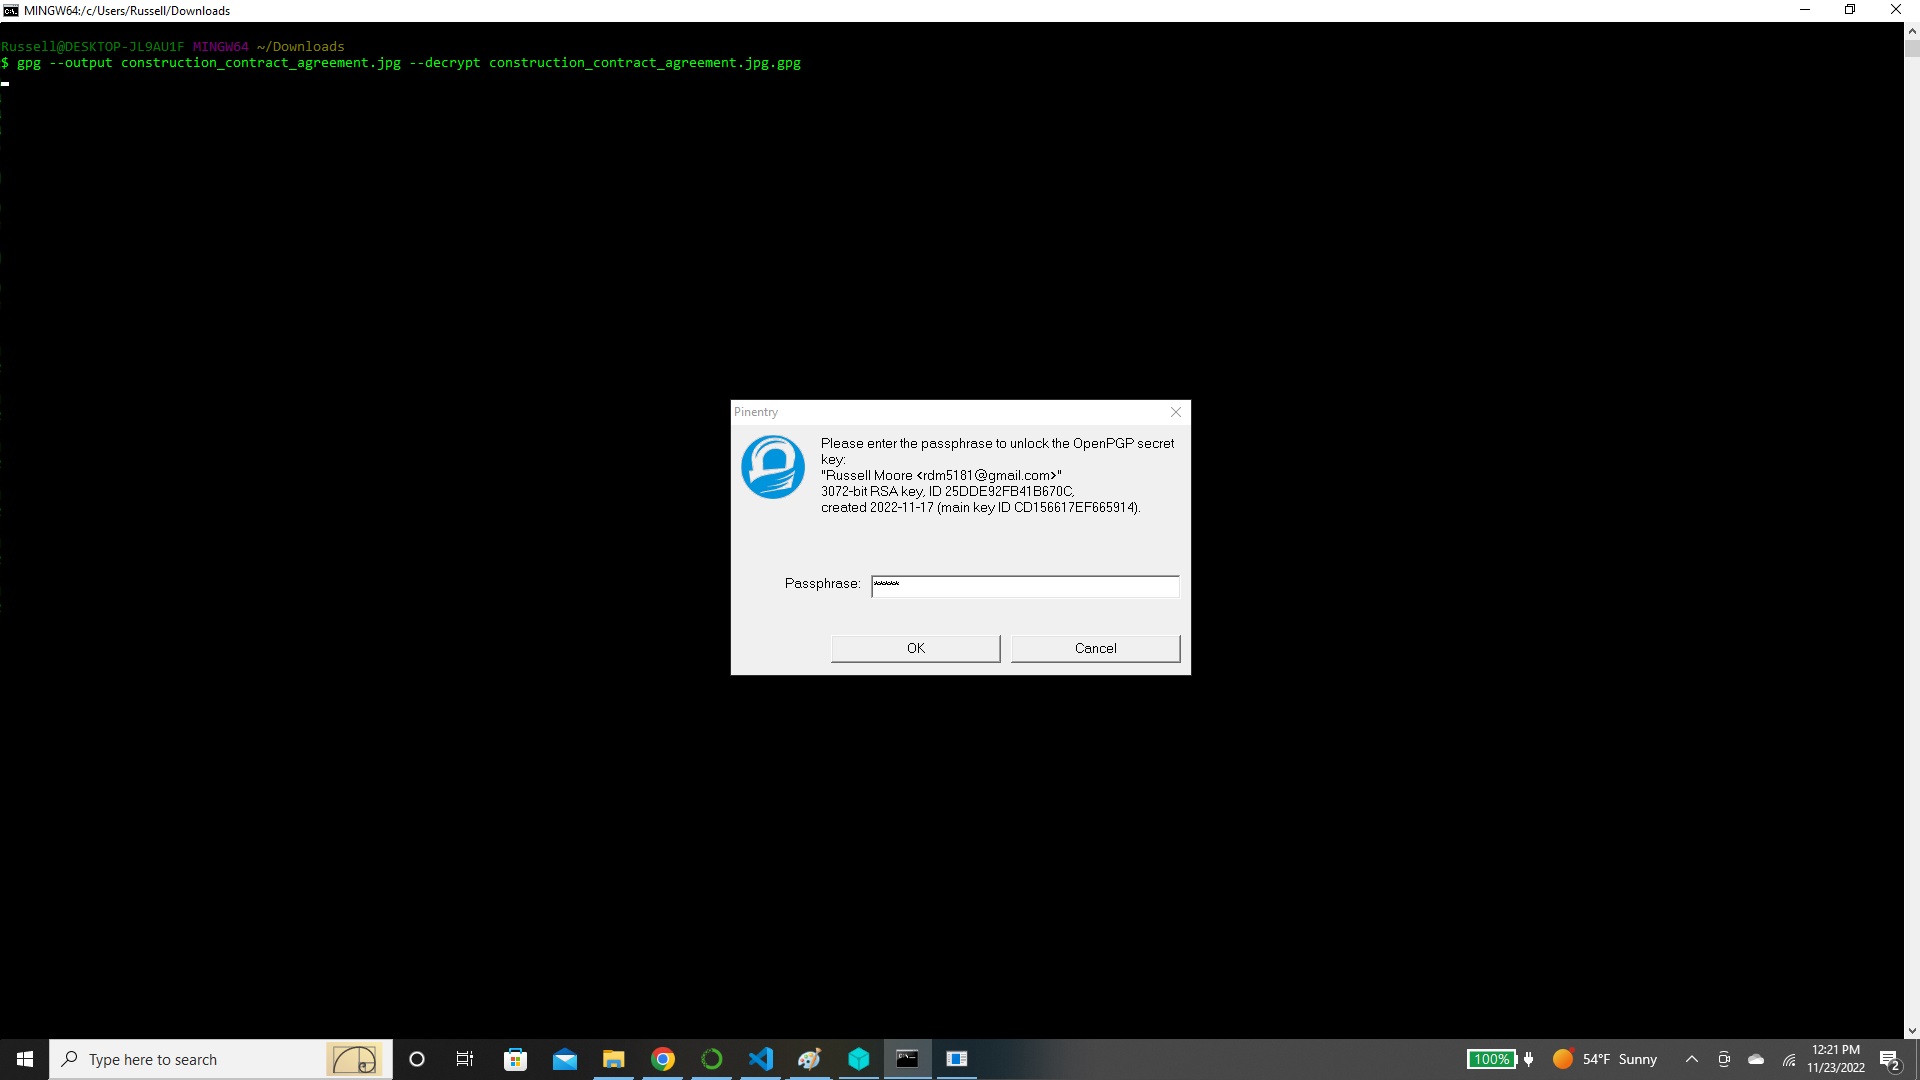 MINGW64:/c/Users/Russell/Downloads
Russell@DESKTOP-JL9AU1F MINGW64 ~/Downloads
$ gpg --output construction_contract_agreement.jpg --decrypt construction_contract_agreement.jpg.gpg
Pinentry
Please enter the passphrase to unlock the OpenPGP secret
key:
"Russell Moore <rdm5181@gmail.com>"
3072-bit RSA key, ID 25DDE92FB41B670C,
created 2022-11-17 (main key ID CD156617EF665914).
Passphrase: *****
OK Cancel
Type here to search
100% 54°F Sunny
12:21 PM
11/23/2022
2